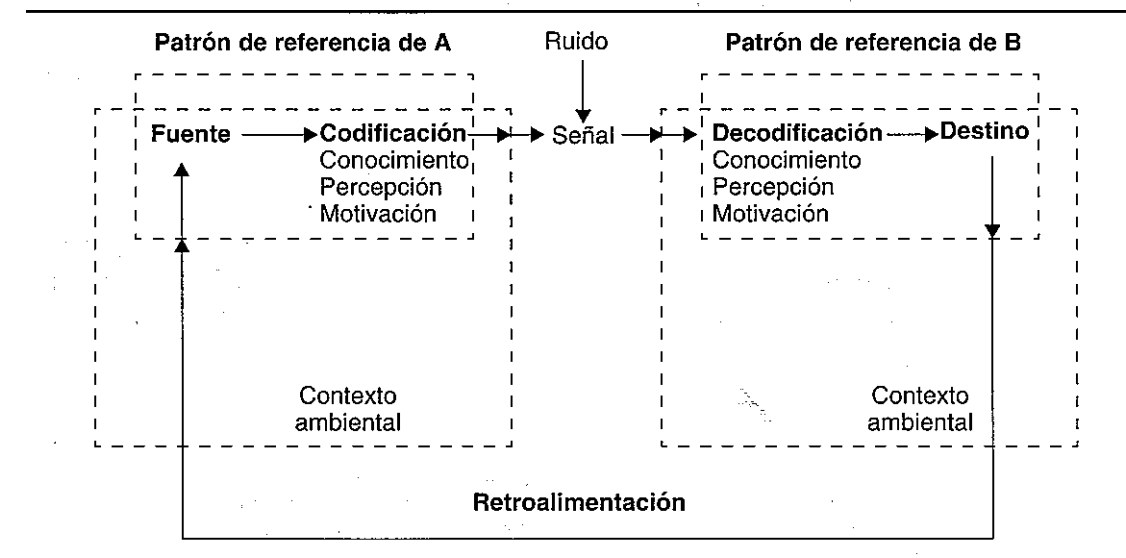 Patrón de referencia de A
Ruido
Patrón de referencia de B
Fuente
Codificación
Conocimiento
Percepción
Motivación
Señal
Decodificación
Conocimiento
Percepción
Motivación
Destino
Contexto
ambiental
Contexto
ambiental
Retroalimentación